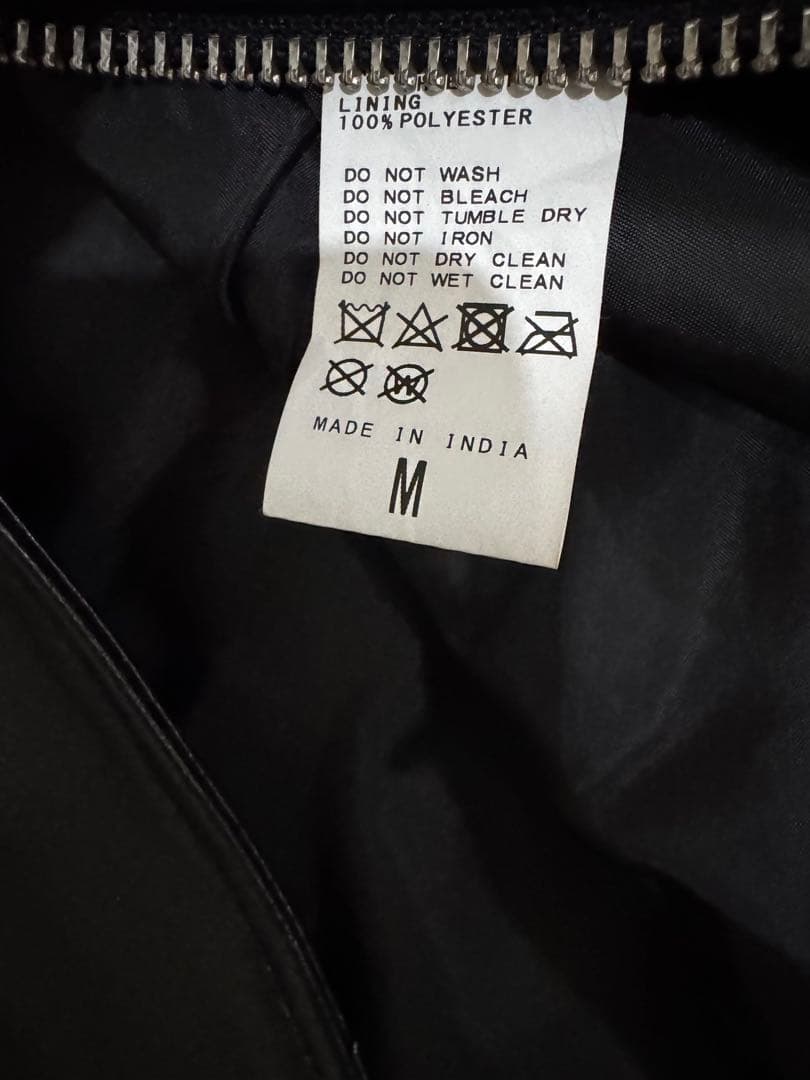 LINING
100% POLYESTER
DO NOT WASH
DO NOT BLEACH
DO NOT TUMBLE DRY
DO NOT IRON
DO NOT DRY CLEAN
DO NOT WET CLEAN
W
MADE IN INDIA
M